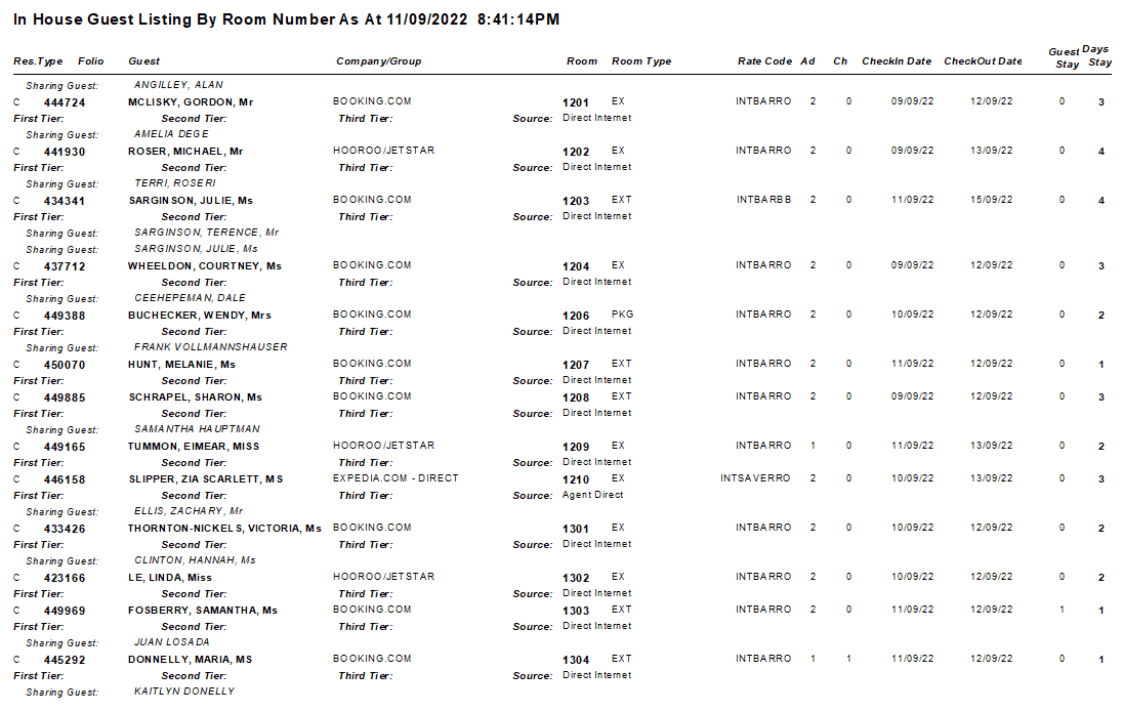 In House Guest Listing By Room Number As At 11/09/2022 8:41:14PM
Res.Type Folio Guest Company/Group Room Room Type Rate Code Ad Ch CheckIn Date CheckOut Date Guest Stay Days Stay
Sharing Guest: ANGILLEY, ALAN
C 444724 MCLISKY, GORDON, Mr BOOKING.COM 1201 EX INTBARRO 2 0 09/09/22 12/09/22 0 3
First Tier: Second Tier: Third Tier: Source: Direct Internet
Sharing Guest: AMELIA DEGE
C 441930 ROSER, MICHAEL, Mr HOOROO/JETSTAR 1202 EX INTBARRO 2 0 09/09/22 13/09/22 0 4
First Tier: Second Tier: Third Tier: Source: Direct Internet
Sharing Guest: TERRI, ROSERI
C 434341 SARGINSON, JULIE, Ms BOOKING.COM 1203 EXT INTBARBB 2 0 11/09/22 15/09/22 0 4
First Tier: Second Tier: Third Tier: Source: Direct Internet
Sharing Guest: SARGINSON, TERENCE, Mr
Sharing Guest: SARGINSON, JULIE, Ms
C 437712 WHEELDON, COURTNEY, Ms BOOKING.COM 1204 EX INTBARRO 2 0 09/09/22 12/09/22 0 3
First Tier: Second Tier: Third Tier: Source: Direct Internet
Sharing Guest: CEEHEPEMAN, DALE
C 449388 BUCHECKER, WENDY, Mrs BOOKING.COM 1206 PKG INTBARRO 2 0 10/09/22 12/09/22 0 2
First Tier: Second Tier: Third Tier: Source: Direct Internet
Sharing Guest: FRANK VOLLMANNSHAUSER
C 450070 HUNT, MELANIE, Ms BOOKING.COM 1207 EXT INTBARRO 2 0 11/09/22 12/09/22 0 1
First Tier: Second Tier: Third Tier: Source: Direct Internet
C 449885 SCHRAPEL, SHARON, Ms BOOKING.COM 1208 EXT INTBARRO 2 0 09/09/22 12/09/22 0 3
First Tier: Second Tier: Third Tier: Source: Direct Internet
Sharing Guest: SAMANTHA HAUPTMAN
C 449165 TUMMON, EIMEAR, MISS HOOROO/JETSTAR 1209 EX INTBARRO 1 0 11/09/22 13/09/22 0 2
First Tier: Second Tier: Third Tier: Source: Direct Internet
C 446158 SLIPPER, ZIA SCARLETT, MS EXPEDIA.COM - DIRECT 1210 EX INTSAVERRO 2 0 10/09/22 13/09/22 0 3
First Tier: Second Tier: Third Tier: Source: Agent Direct
Sharing Guest: ELLIS, ZACHARY, Mr
C 433426 THORNTON-NICKELS, VICTORIA, Ms BOOKING.COM 1301 EX INTBARRO 2 0 10/09/22 12/09/22 0 2
First Tier: Second Tier: Third Tier: Source: Direct Internet
Sharing Guest: CLINTON, HANNAH, Ms
C 423166 LE, LINDA, Miss HOOROO/JETSTAR 1302 EX INTBARRO 2 0 10/09/22 12/09/22 0 2
First Tier: Second Tier: Third Tier: Source: Direct Internet
C 449969 FOSBERRY, SAMANTHA, Ms BOOKING.COM 1303 EXT INTBARRO 2 0 11/09/22 12/09/22 1 1
First Tier: Second Tier: Third Tier: Source: Direct Internet
Sharing Guest: JUAN LOSADA
C 445292 DONNELLY, MARIA, MS BOOKING.COM 1304 EXT INTBARRO 1 1 11/09/22 12/09/22 0 1
First Tier: Second Tier: Third Tier: Source: Direct Internet
Sharing Guest: KAITLYN DONELLY